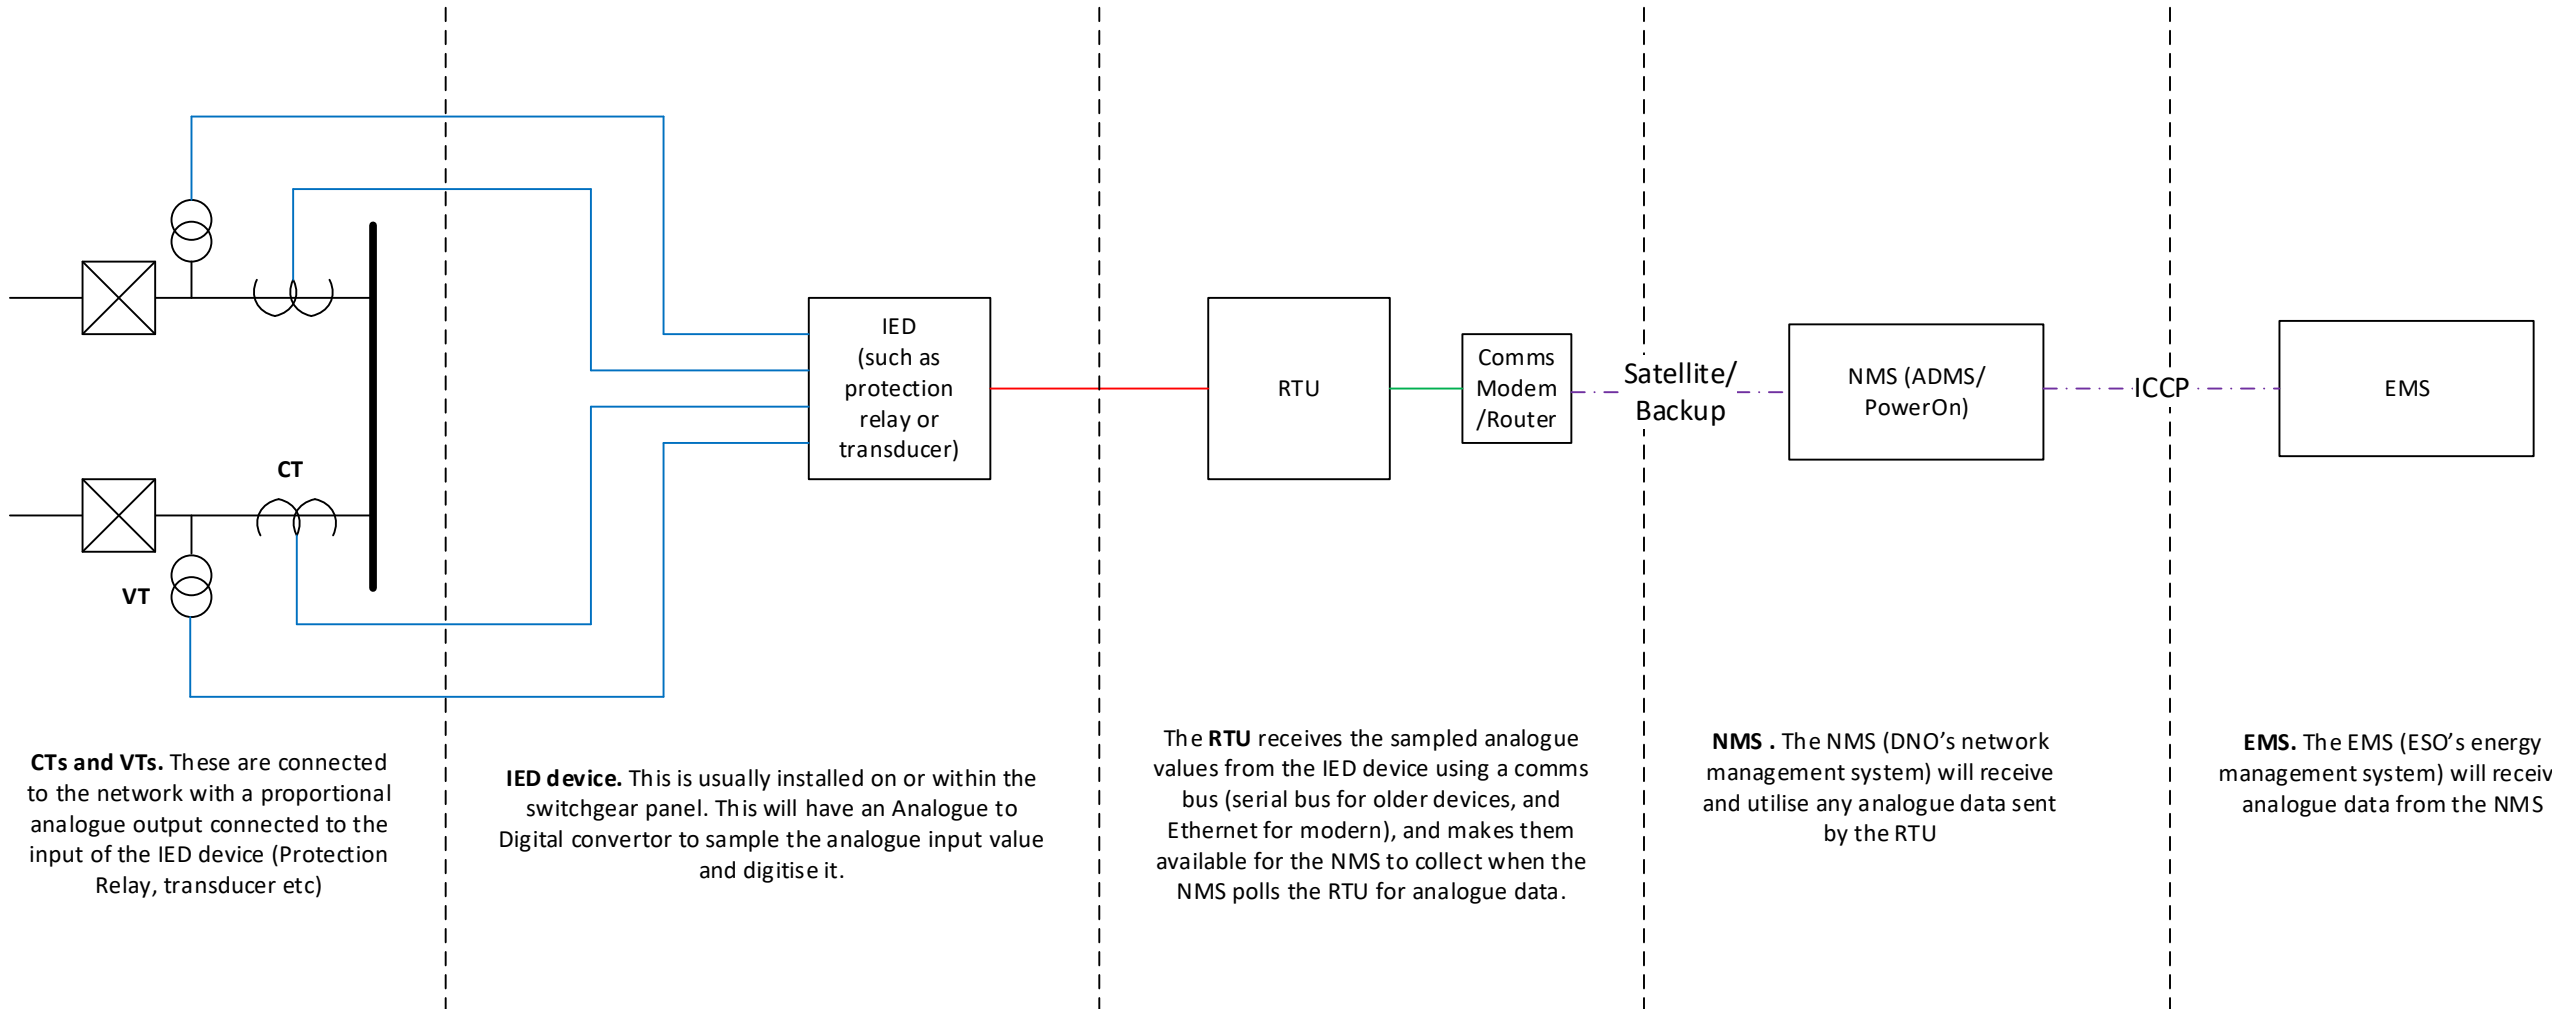 IED
(such as
protection
relay or
transducer)
RTU
Comms
Modem
/Router
Satellite/
Backup
NMS (ADMS/
PowerOn)
ICCP
EMS
CT
VT
CTs and VTs. These are connected
to the network with a proportional
analogue output connected to the
input of the IED device (Protection
Relay, transducer etc)
IED device. This is usually installed on or within the
switchgear panel. This will have an Analogue to
Digital convertor to sample the analogue input value
and digitise it.
The RTU receives the sampled analogue
values from the IED device using a comms
bus (serial bus for older devices, and
Ethernet for modern), and makes them
available for the NMS to collect when the
NMS polls the RTU for analogue data.
NMS . The NMS (DNO's network
management system) will receive
and utilise any analogue data sent
by the RTU
EMS. The EMS (ESO's energy
management system) will receiv
analogue data from the NMS